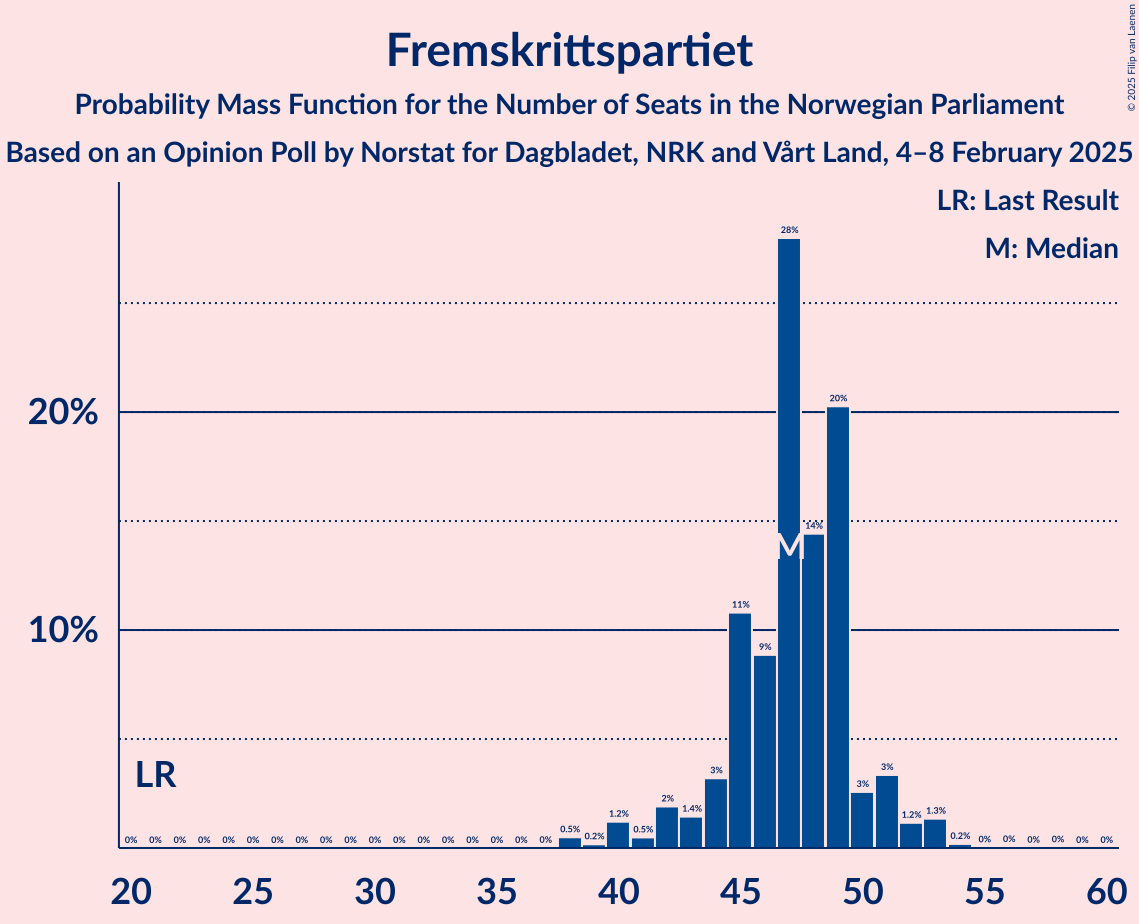 Fremskrittspartiet
Probability Mass Function for the Number of Seats in the Norwegian Parliament
Based on an Opinion Poll by Norstat for Dagbladet, NRK and Vårt Land, 4–8 February 2025
© 2025 Filip van Laenen
LR: Last Result
M: Median
28%
20%
20%
14%
M
11%
10%
9%
LR
3% 3% 3%
2% 1.4% 1.2% 1.3%
0% 0% 0% 0% 0% 0% 0% 0% 0% 0% 0% 0% 0% 0% 0% 0% 0% 0% 0.5% 0.2% 1.2% 0.5% 0.2% 0% 0% 0% 0% 0% 0%
20 25 30 35 40 45 50 55 60